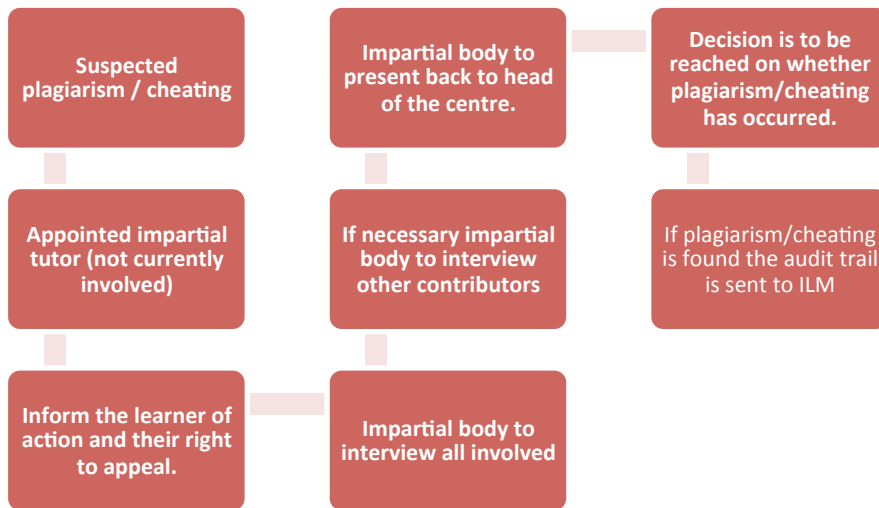 Suspected
plagiarism / cheating
Appointed impartial
tutor (not currently
involved)
Inform the learner of
action and their right
to appeal.
Impartial body to
interview all involved
If necessary impartial
body to interview
other contributors
Impartial body to
present back to head
of the centre.
Decision is to be
reached on whether
plagiarism/cheating
has occurred.
If plagiarism/cheating
is found the audit trail
is sent to ILM